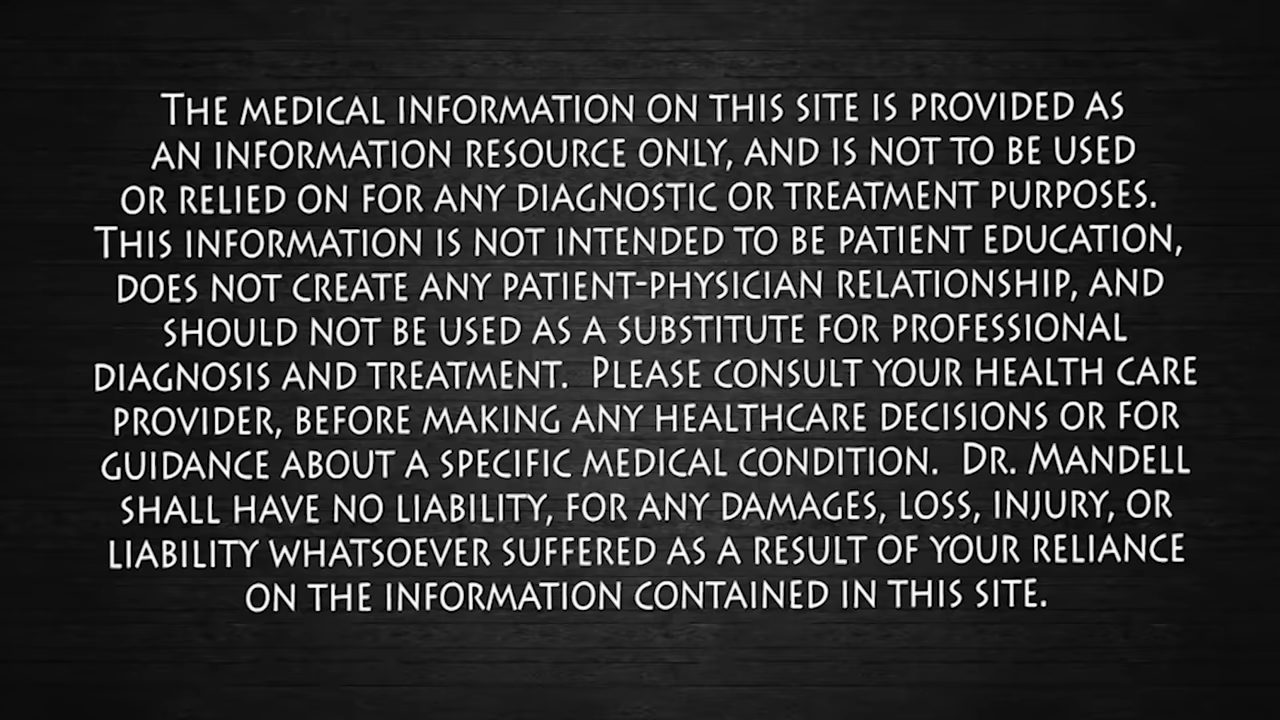 The medical information on this site is provided as
an information resource only, and is not to be used
or relied on for any diagnostic or treatment purposes.
This information is not intended to be patient education,
does not create any patient-physician relationship, and
should not be used as a substitute for professional
diagnosis and treatment.  Please consult your health care
provider, before making any healthcare decisions or for
guidance about a specific medical condition.  Dr. Mandell
shall have no liability, for any damages, loss, injury, or
liability whatsoever suffered as a result of your reliance
on the information contained in this site.